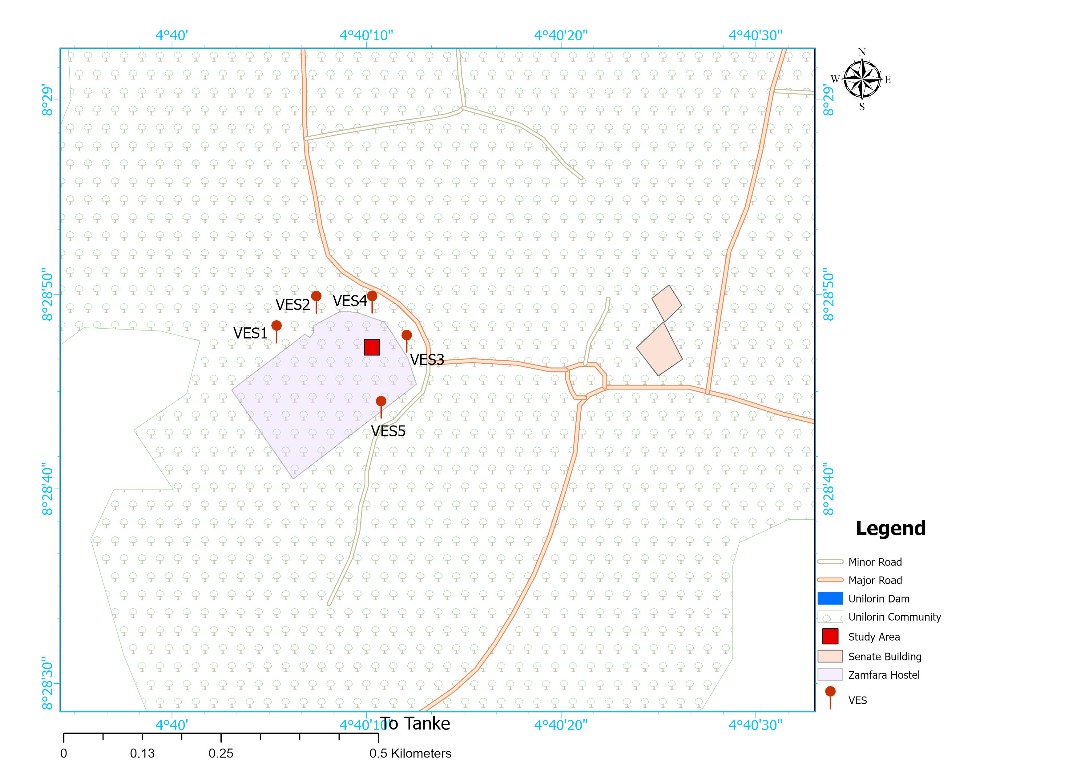 4°40'
4°40'10"
4°40'20"
4°40'30"
N
W
E
S
8°29'
8°29'
8°28'50"
8°28'50"
VES2
VES4
VES1
VES3
VES5
8°28'40"
8°28'40"
Legend
Minor Road
Major Road
Unilorin Dam
Unilorin Community
Study Area
Senate Building
Zamfara Hostel
VES
8°28'30"
8°28'30"
4°40'
4°40'10"
To Tanke
4°40'20"
4°40'30"
0
0.13
0.25
0.5 Kilometers